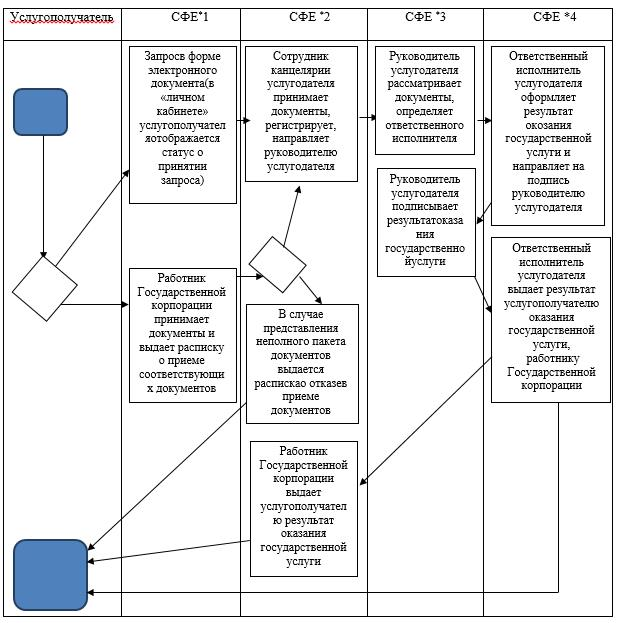 Услугополучатель
СФЕ*1
СФЕ *2
СФЕ *3
СФЕ *4
Запросв форме
электронного
документа(в
«личном
кабинете»
услугополучател
яотображается
статус о
принятии
запроса)
Сотрудник
канцелярии
услугодателя
принимает
документы,
регистрирует,
направляет
руководителю
услугодателя
Руководитель
услугодателя
рассматривает
документы,
определяет
ответственного
исполнителя
Ответственный
исполнитель
услугодателя
оформляет
результат
окозания
государственной
услуги и
направляет на
подпись
руководителю
услугодателя
Руководитель
услугодателя
подписывает
результатоказа
ния
государственно
йуслуги
Работник
Государственной
корпорации
принимает
документы и
выдает расписку
о приеме
соответствующи
х документов
В случае
представления
неполного пакета
документов
выдается
распискао отказев
приеме
документов
Ответственный
исполнитель
услугодателя
выдает результат
услугополучателю
оказания
государственной
услуги,
работнику
Государственной
корпорации
Работник
Государственной
корпорации
выдает
услугополучател
ю результат
оказания
государственной
услуги